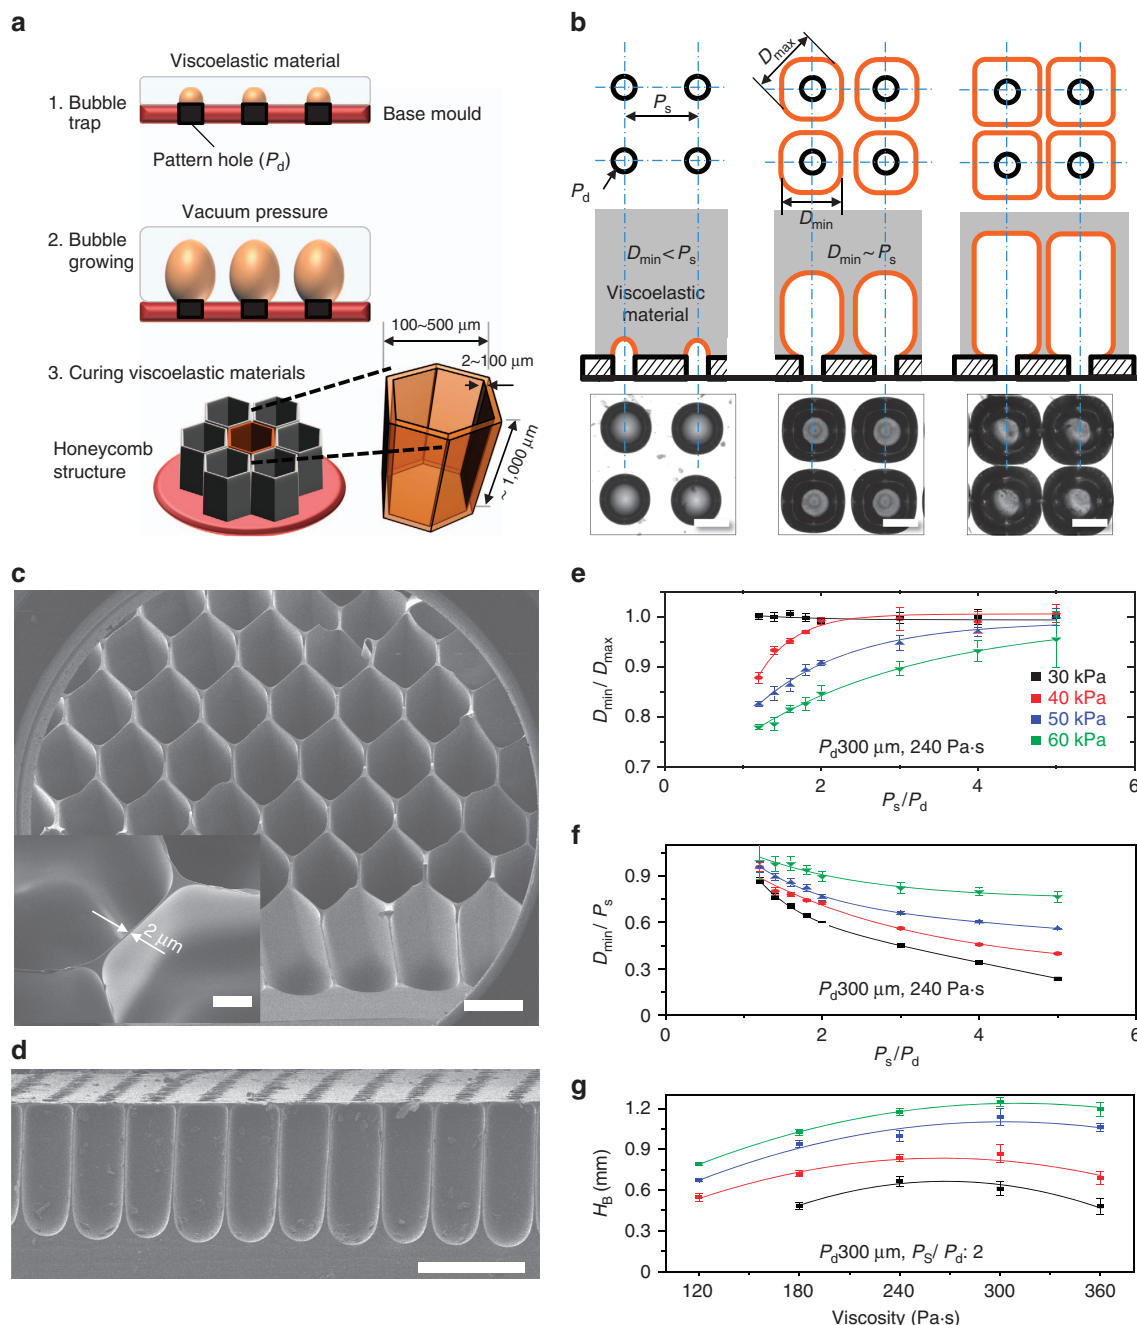 a
Viscoelastic material
1. Bubble
trap
Base mould
Pattern hole (Pd)
Vacuum pressure
2. Bubble
growing
100~500 μm
2~100 μm
3. Curing viscoelastic materials
Honeycomb
structure
~ 1,000 μm
b
Dmax
Ps
Pd
Dmin
Dmin < Ps
Dmin ~ Ps
Viscoelastic
material
c
2 μm
d
e
1.0
0.9
0.8
0.7
Dmin/ Dmax
30 kPa
40 kPa
50 kPa
60 kPa
Pd300 μm, 240 Pa·s
0 2 4 6
Ps/Pd
f
0.9
0.6
0.3
0
Dmin/ Ps
Pd300 μm, 240 Pa·s
0 2 4 6
Ps/Pd
g
1.2
0.9
0.6
0.3
0
HB (mm)
Pd300 μm, PS/ Pd: 2
120 180 240 300 360
Viscosity (Pa·s)